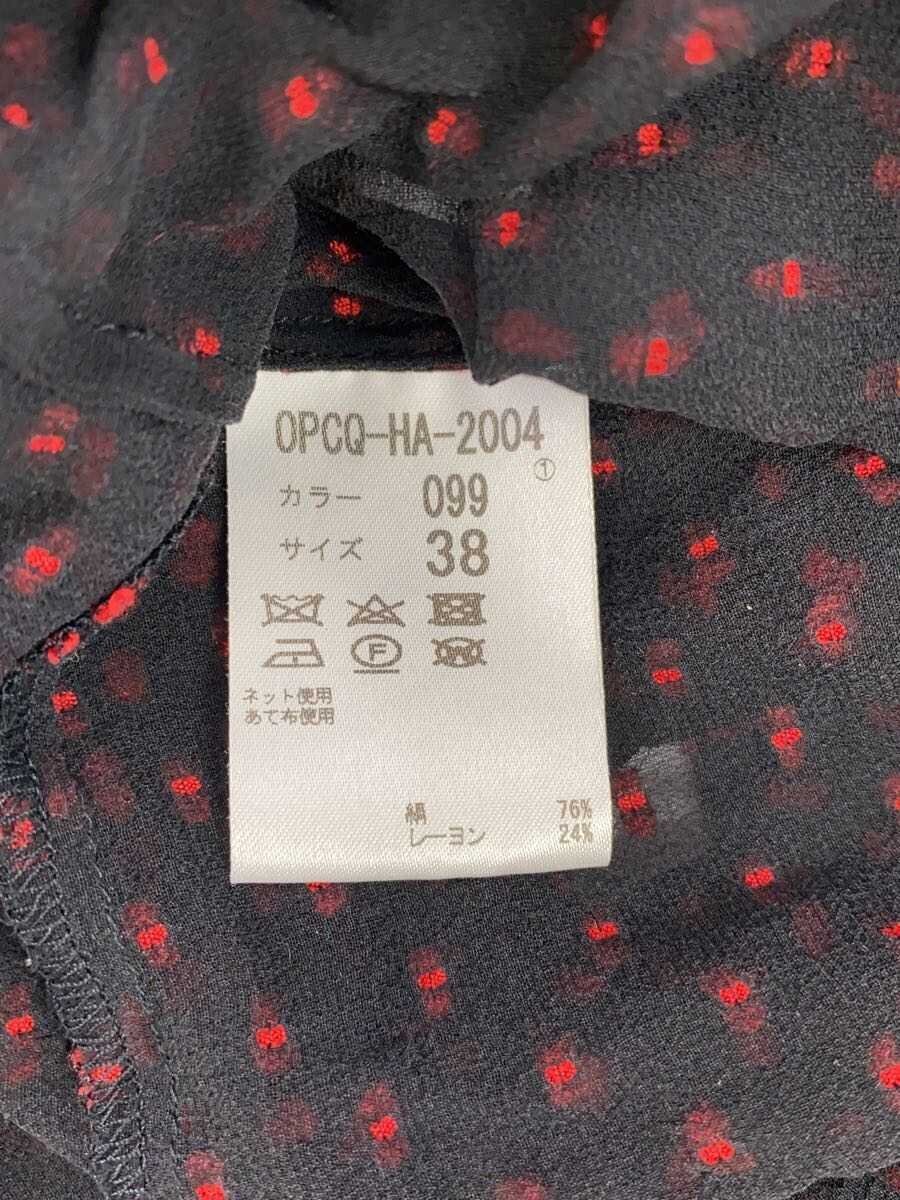 OPCQ-HA-2004
①
カラー 099
サイズ 38
F W
ネット使用
あて布使用
絹 76%
レーヨン 24%